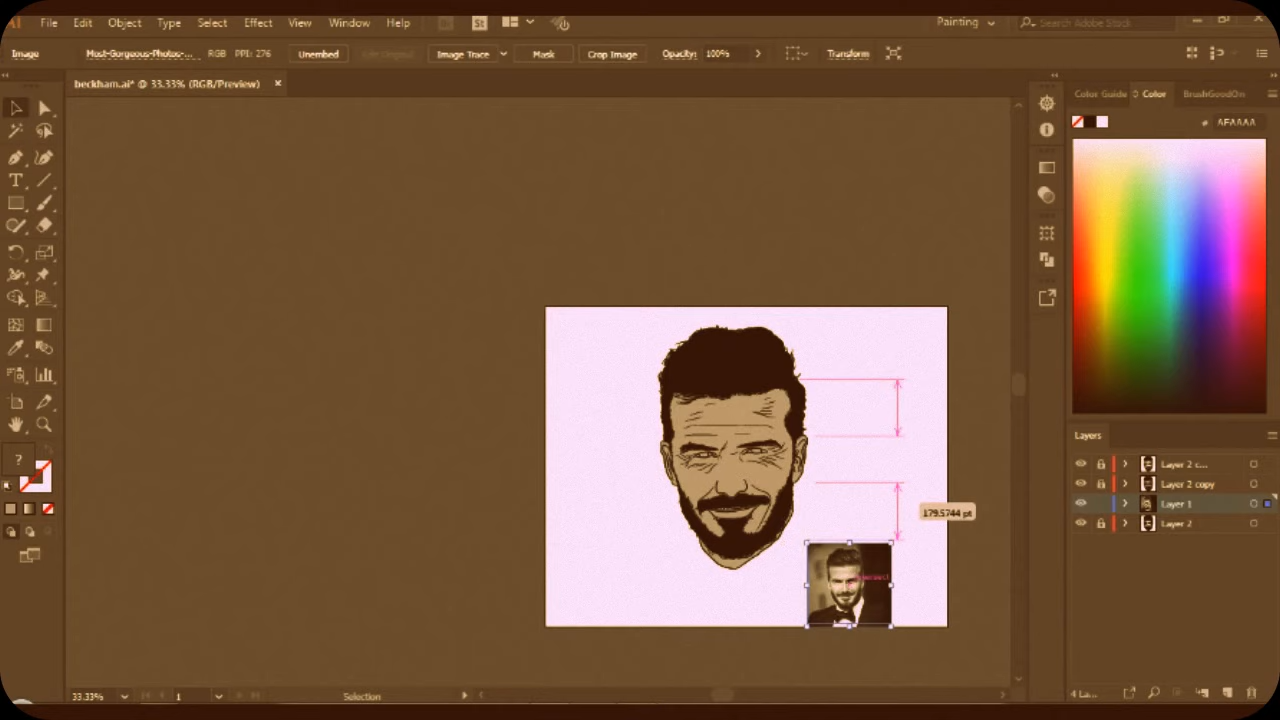 File Edit Object Type Select Effect View Window Help St Painting Search Adobe Stock
Image Most-Gorgeous-Photos-... RGB PPI: 276 Unembed Edit Original Image Trace Mask Crop Image Opacity: 100% Transform
beckham.ai* @ 33.33% (RGB/Preview) ×
Color Guide Color BrushGoodOn
# AFAAAA
Layers
Layer 2 c...
Layer 2 copy
Layer 1
Layer 2
179.5744 pt
?
33.33% 1 Selection 4 La...